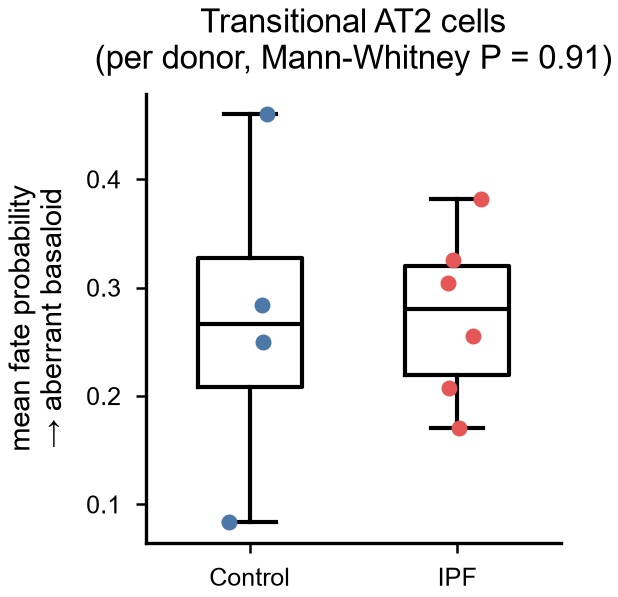 Transitional AT2 cells
(per donor, Mann-Whitney P = 0.91)
mean fate probability
→ aberrant basaloid
0.4
0.3
0.2
0.1
Control
IPF